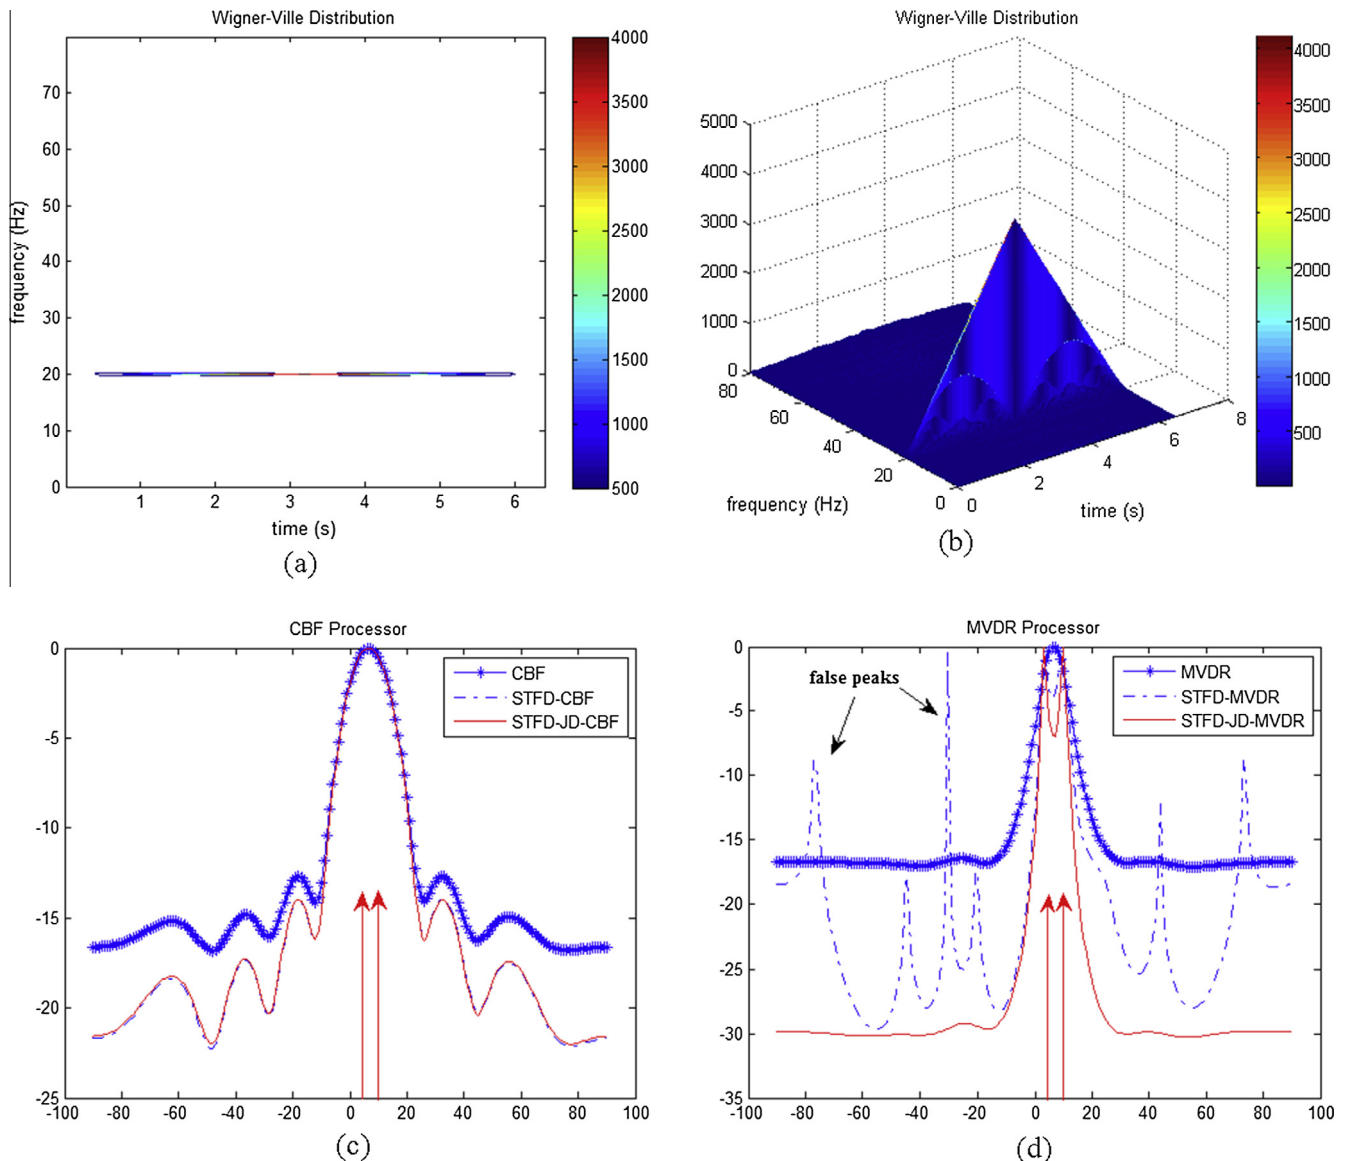 Wigner-Ville Distribution
frequency (Hz)
70
60
50
40
30
20
10
0
1 2 3 4 5 6
time (s)
4000
3500
3000
2500
2000
1500
1000
500
(a)
Wigner-Ville Distribution
5000
4000
3000
2000
1000
0
80
60
40
20
0
frequency (Hz)
0
2
4
6
8
time (s)
4000
3500
3000
2500
2000
1500
1000
500
(b)
CBF Processor
0
-5
-10
-15
-20
-25
-100 -80 -60 -40 -20 0 20 40 60 80 100
CBF
STFD-CBF
STFD-JD-CBF
(c)
MVDR Processor
0
-5
-10
-15
-20
-25
-30
-35
-100 -80 -60 -40 -20 0 20 40 60 80 100
false peaks
MVDR
STFD-MVDR
STFD-JD-MVDR
(d)